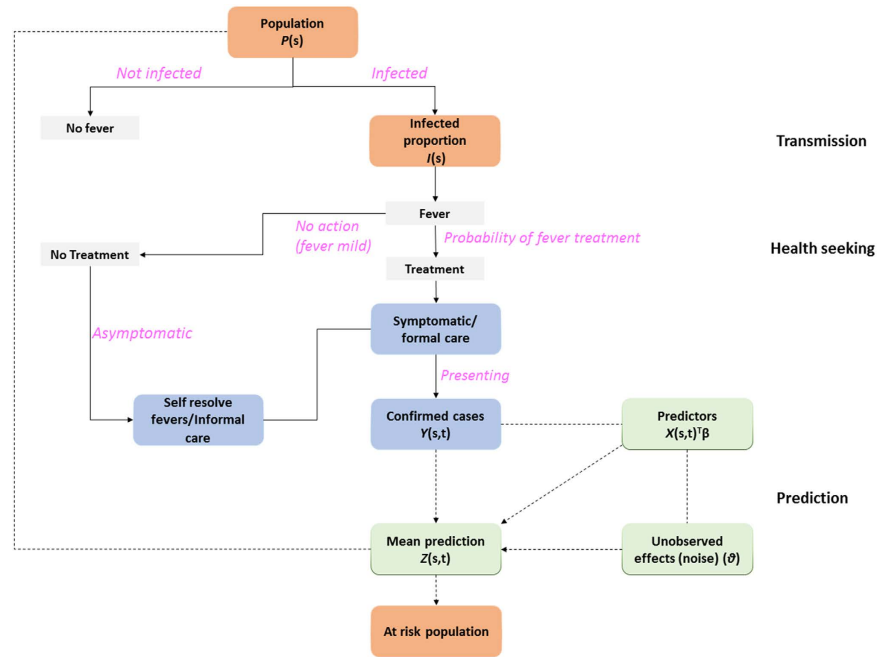 Population
P(s)
Not infected
Infected
No fever
Infected
proportion
I(s)
Transmission
Fever
No action
(fever mild)
Probability of fever treatment
Health seeking
No Treatment
Treatment
Asymptomatic
Symptomatic/
formal care
Presenting
Self resolve
fevers/Informal
care
Confirmed cases
Y(s,t)
Predictors
X(s,t)ᵀβ
Prediction
Mean prediction
Z(s,t)
Unobserved
effects (noise) (ϑ)
At risk population